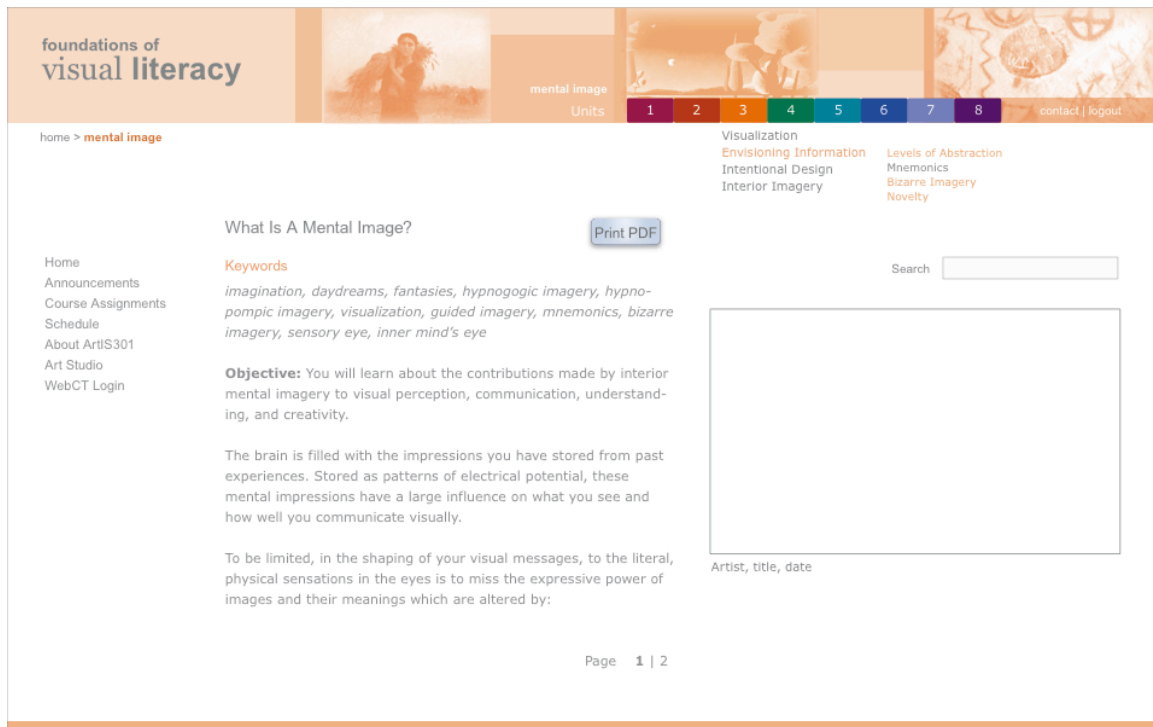 foundations of
visual literacy
mental image
Units 1 2 3 4 5 6 7 8 contact | logout
home > mental image
Visualization
Envisioning Information
Intentional Design
Interior Imagery
Levels of Abstraction
Mnemonics
Bizarre Imagery
Novelty
What Is A Mental Image?
Print PDF
Home
Announcements
Course Assignments
Schedule
About ArtIS301
Art Studio
WebCT Login
Keywords
imagination, daydreams, fantasies, hypnogogic imagery, hypno-
pompic imagery, visualization, guided imagery, mnemonics, bizarre
imagery, sensory eye, inner mind's eye
Objective: You will learn about the contributions made by interior
mental imagery to visual perception, communication, understand-
ing, and creativity.
The brain is filled with the impressions you have stored from past
experiences. Stored as patterns of electrical potential, these
mental impressions have a large influence on what you see and
how well you communicate visually.
To be limited, in the shaping of your visual messages, to the literal,
physical sensations in the eyes is to miss the expressive power of
images and their meanings which are altered by:
Page 1 | 2
Search
Artist, title, date